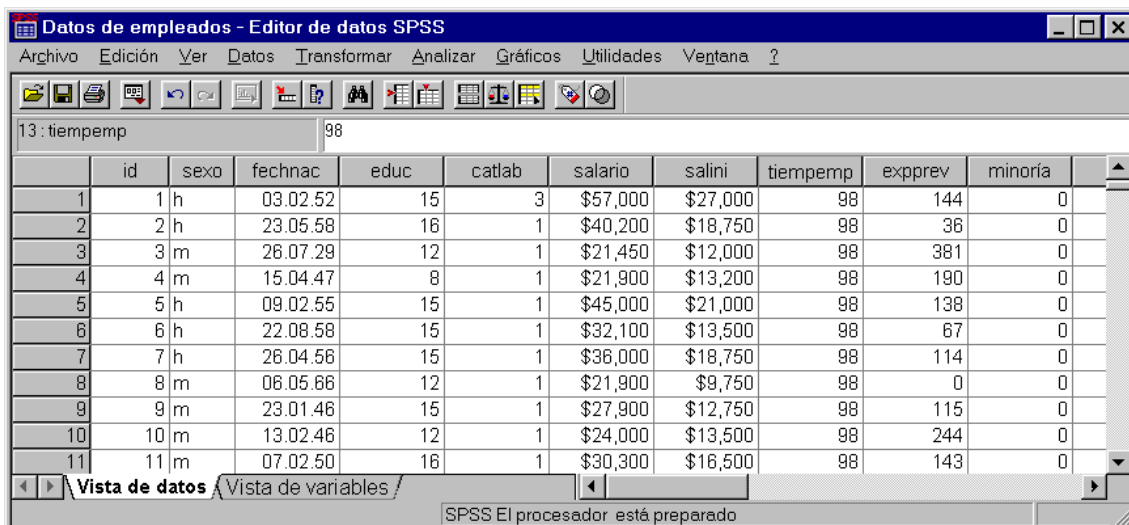 Datos de empleados - Editor de datos SPSS
Archivo Edición Ver Datos Transformar Analizar Gráficos Utilidades Ventana ?
13 : tiempemp 98
id sexo fechnac educ catlab salario salini tiempemp expprev minoría
1 1 h 03.02.52 15 3 $57,000 $27,000 98 144 0
2 2 h 23.05.58 16 1 $40,200 $18,750 98 36 0
3 3 m 26.07.29 12 1 $21,450 $12,000 98 381 0
4 4 m 15.04.47 8 1 $21,900 $13,200 98 190 0
5 5 h 09.02.55 15 1 $45,000 $21,000 98 138 0
6 6 h 22.08.58 15 1 $32,100 $13,500 98 67 0
7 7 h 26.04.56 15 1 $36,000 $18,750 98 114 0
8 8 m 06.05.66 12 1 $21,900 $9,750 98 0 0
9 9 m 23.01.46 15 1 $27,900 $12,750 98 115 0
10 10 m 13.02.46 12 1 $24,000 $13,500 98 244 0
11 11 m 07.02.50 16 1 $30,300 $16,500 98 143 0
Vista de datos Vista de variables
SPSS El procesador está preparado